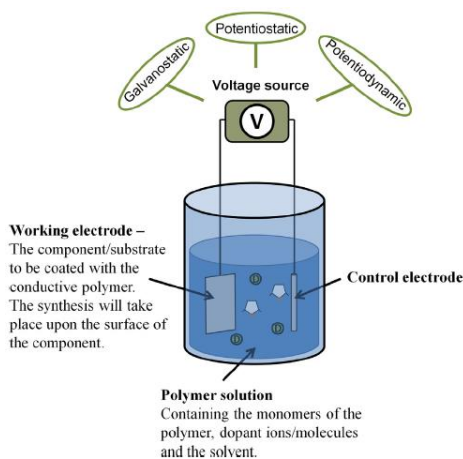 Potentiostatic
Galvanostatic
Potentiodynamic
Voltage source
V
Working electrode –
The component/substrate
to be coated with the
conductive polymer.
The synthesis will take
place upon the surface of
the component.
Control electrode
D
D
D
D
Polymer solution
Containing the monomers of the
polymer, dopant ions/molecules
and the solvent.